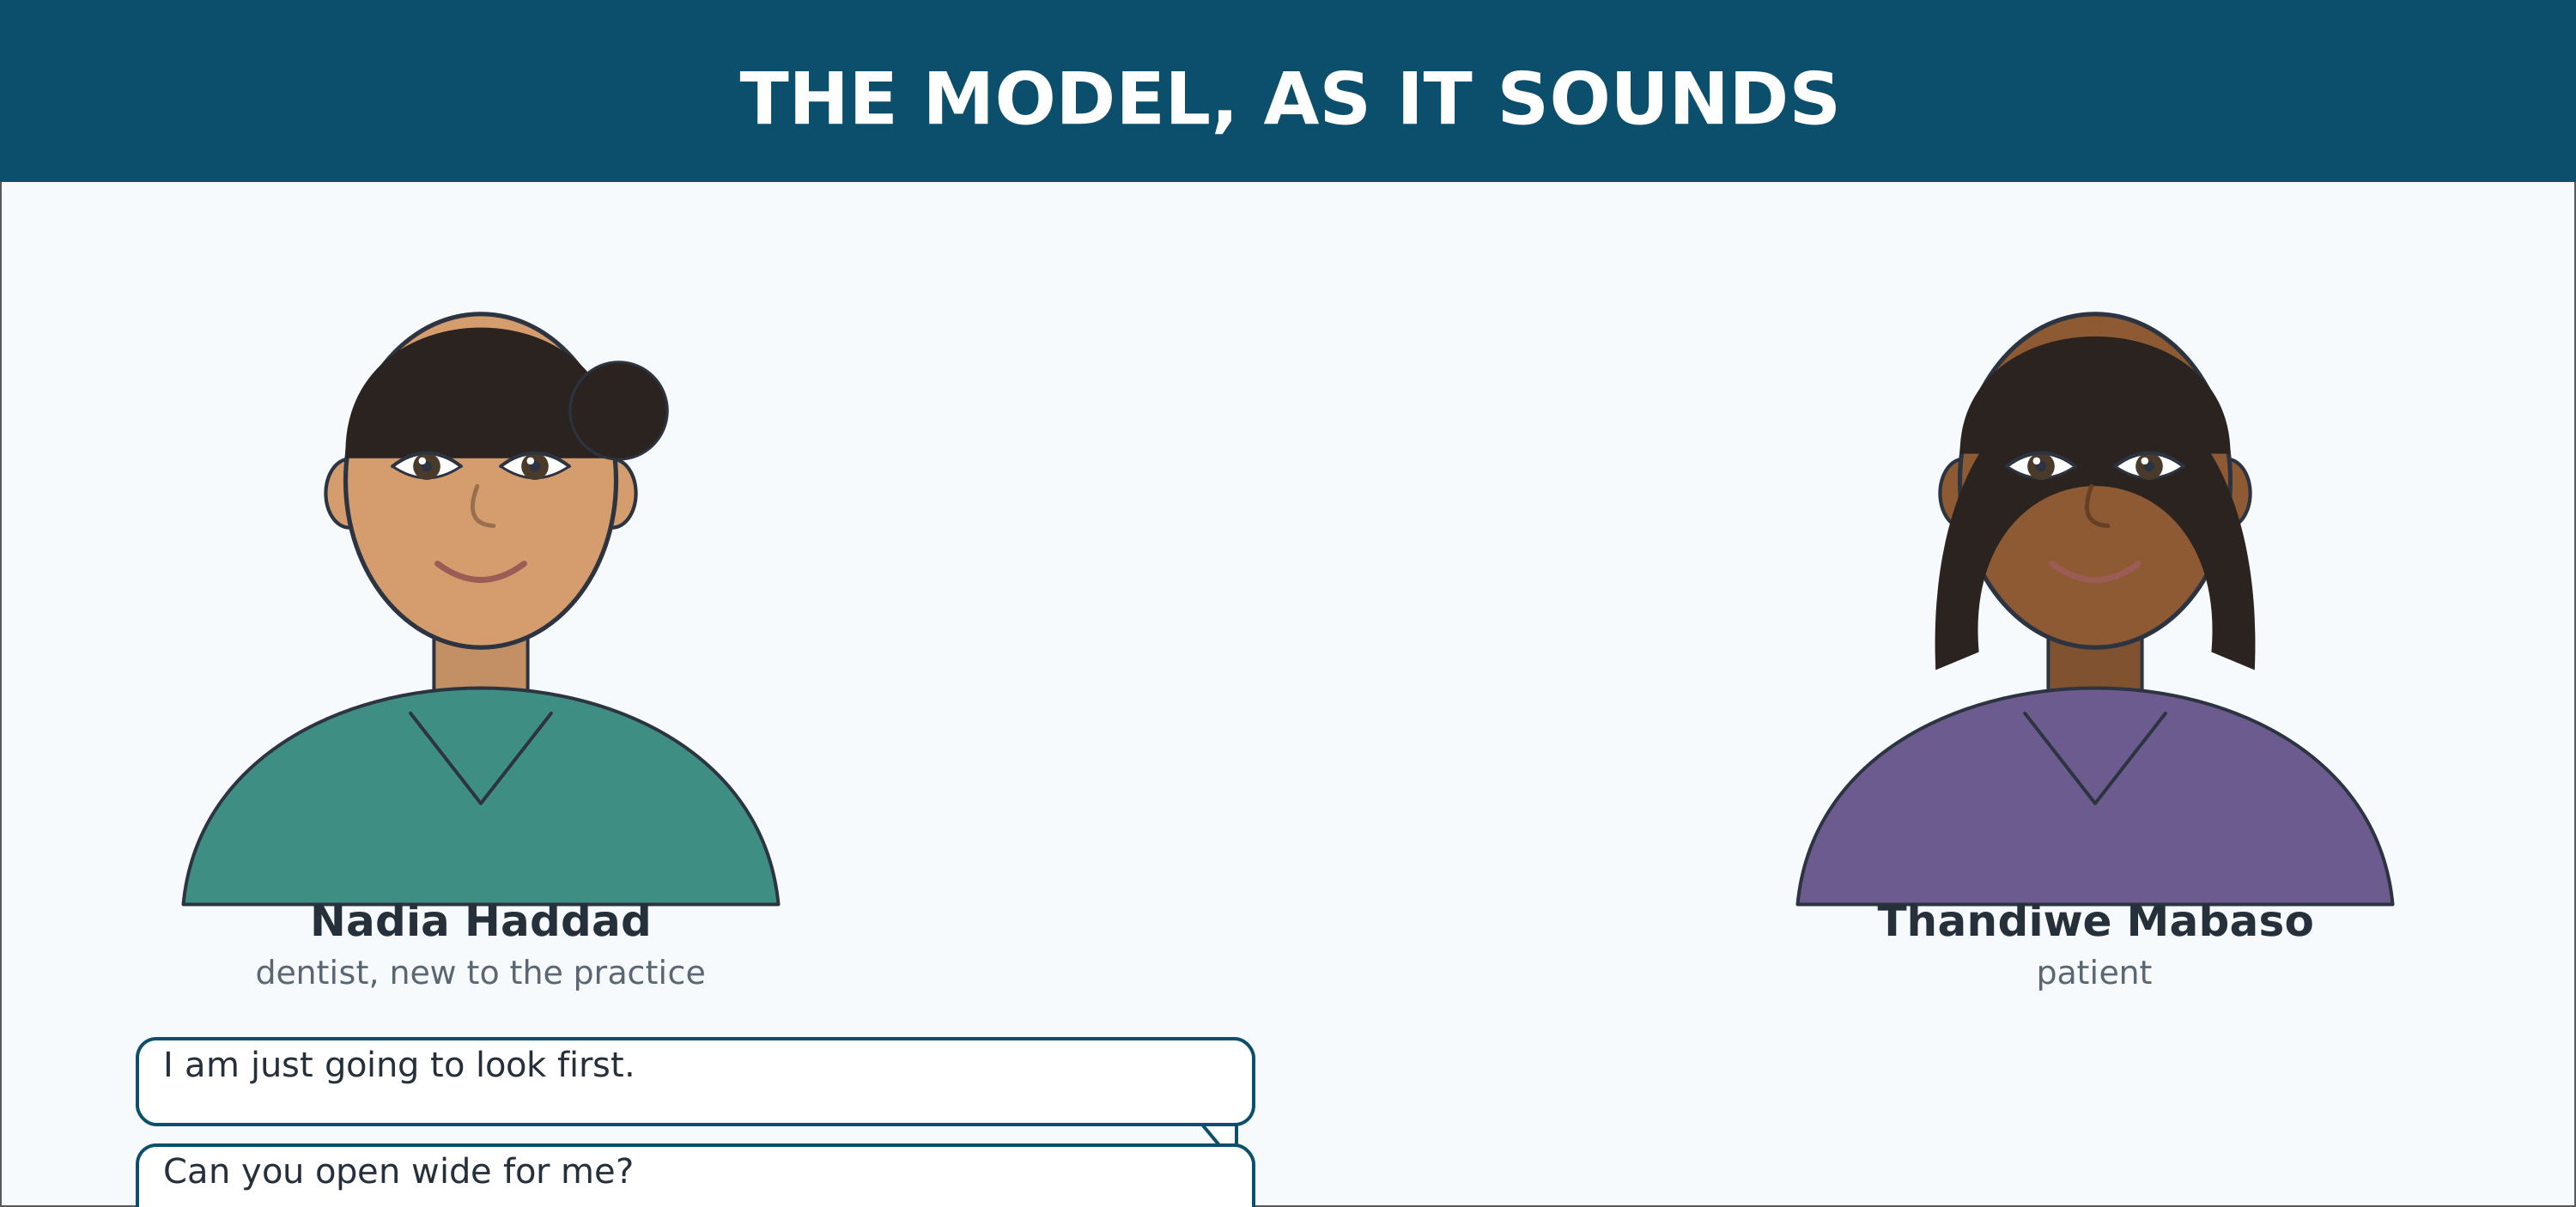 THE MODEL, AS IT SOUNDS
Nadia Haddad
dentist, new to the practice
Thandiwe Mabaso
patient
I am just going to look first.
Can you open wide for me?